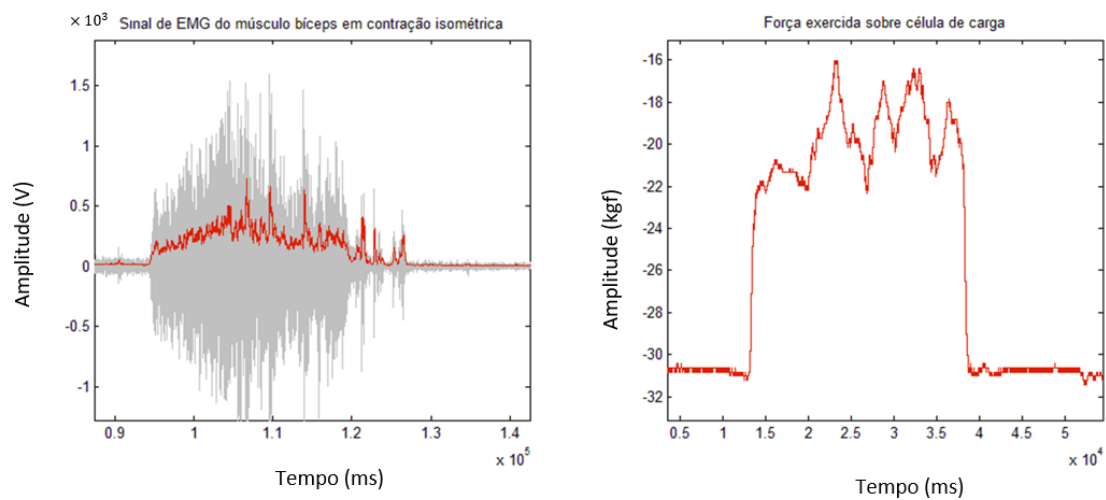 × 10³
Sinal de EMG do músculo bíceps em contração isométrica
Amplitude (V)
1.5
1
0.5
0
-0.5
-1
0.9 1 1.1 1.2 1.3 1.4
x 10⁵
Tempo (ms)
Força exercida sobre célula de carga
Amplitude (kgf)
-16
-18
-20
-22
-24
-26
-28
-30
-32
0.5 1 1.5 2 2.5 3 3.5 4 4.5 5
x 10⁴
Tempo (ms)